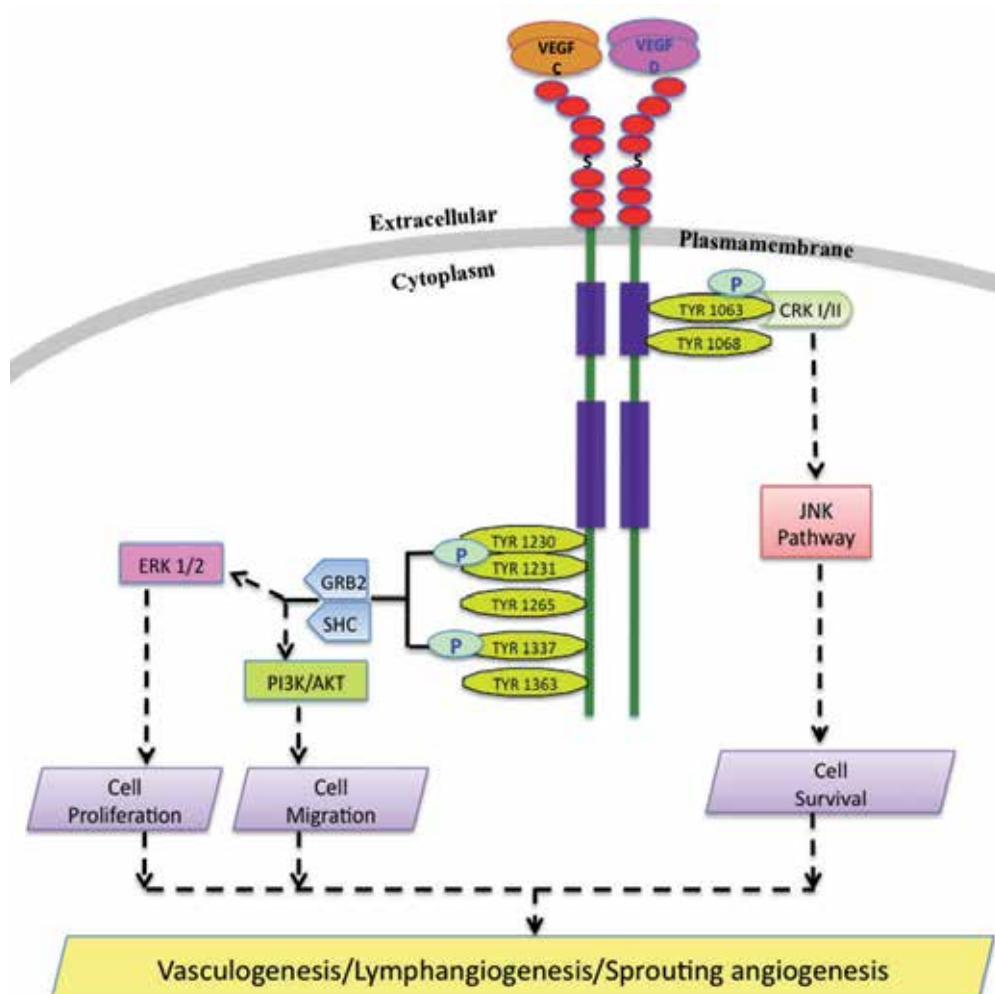 VEGF
C
VEGF
D
S
S
Extracellular
Plasmamembrane
Cytoplasm
P
TYR 1063
CRK I/II
TYR 1068
JNK
Pathway
TYR 1230
P
TYR 1231
ERK 1/2
GRB2
TYR 1265
SHC
P
TYR 1337
PI3K/AKT
TYR 1363
Cell
Proliferation
Cell
Migration
Cell
Survival
Vasculogenesis/Lymphangiogenesis/Sprouting angiogenesis